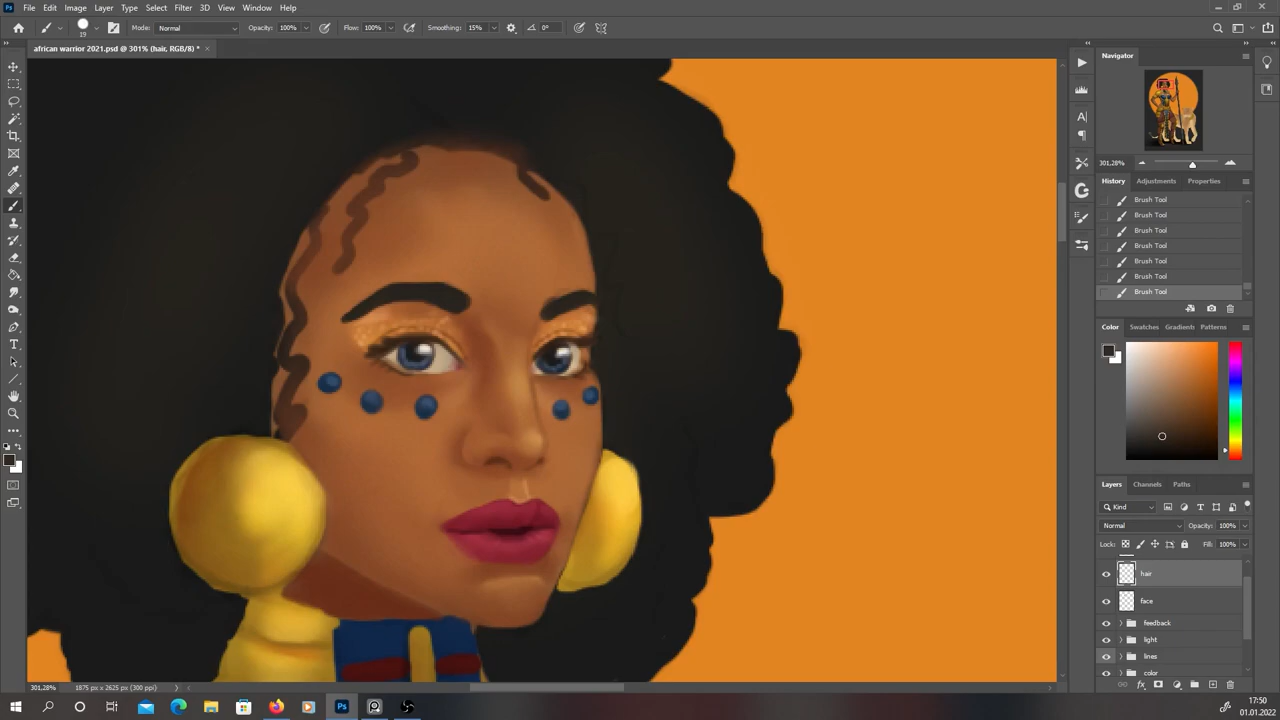 Ps File Edit Image Layer Type Select Filter 3D View Window Help
19 Mode: Normal Opacity: 100% Flow: 100% Smoothing: 15% 0°
african warrior 2021.psd @ 301% (hair, RGB/8) *
Navigator
301,28%
History Adjustments Properties
Brush Tool
Brush Tool
Brush Tool
Brush Tool
Brush Tool
Brush Tool
Brush Tool
Color Swatches Gradients Patterns
Layers Channels Paths
Kind
Normal Opacity: 100%
Lock: Fill: 100%
hair
face
feedback
light
lines
color
301,28% 1875 px x 2625 px (300 ppi)
Ps
17:50
01.01.2022